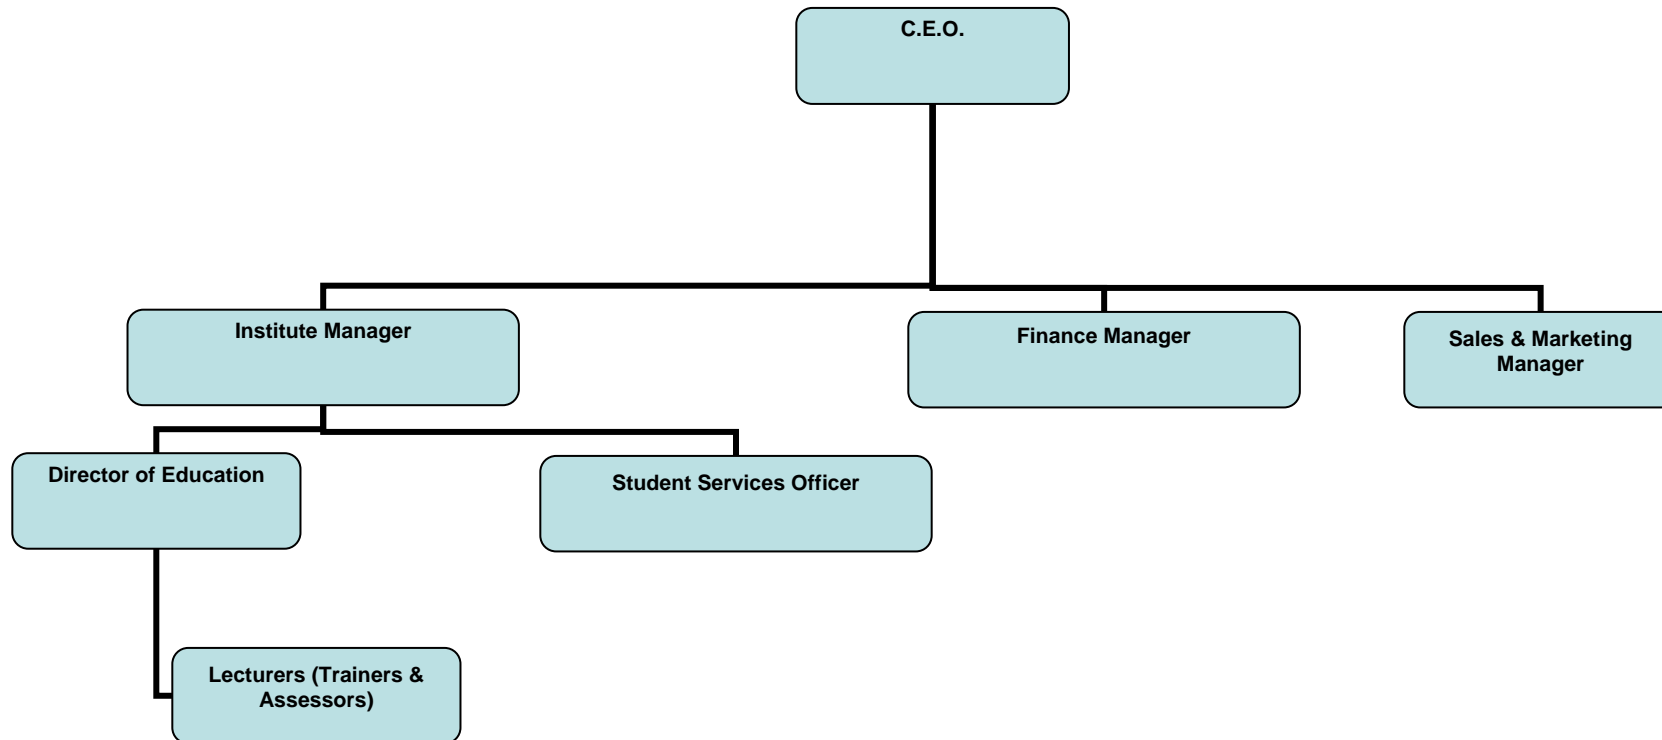 C.E.O.
Institute Manager
Finance Manager
Sales & Marketing
Manager
Director of Education
Student Services Officer
Lecturers (Trainers &
Assessors)